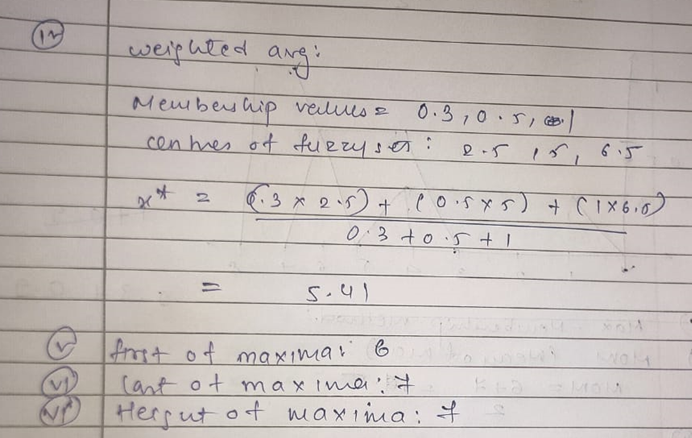 iv weighted avg:
Membership values = 0.3, 0.5, 1
centres of fuzzy set: 2.5, 5, 6.5
x* = (0.3 x 2.5) + (0.5 x 5) + (1 x 6.5)
0.3 + 0.5 + 1
= 5.41
v first of maxima: 6
vi Last of maxima: 7
vii Height of maxima: 7